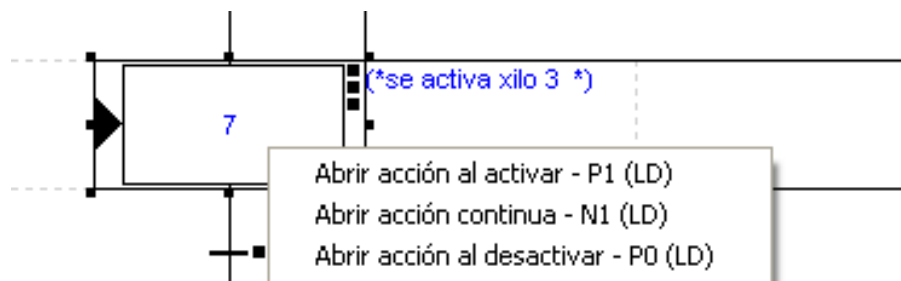 (*se activa xilo 3 *)
7
Abrir acción al activar - P1 (LD)
Abrir acción continua - N1 (LD)
Abrir acción al desactivar - P0 (LD)